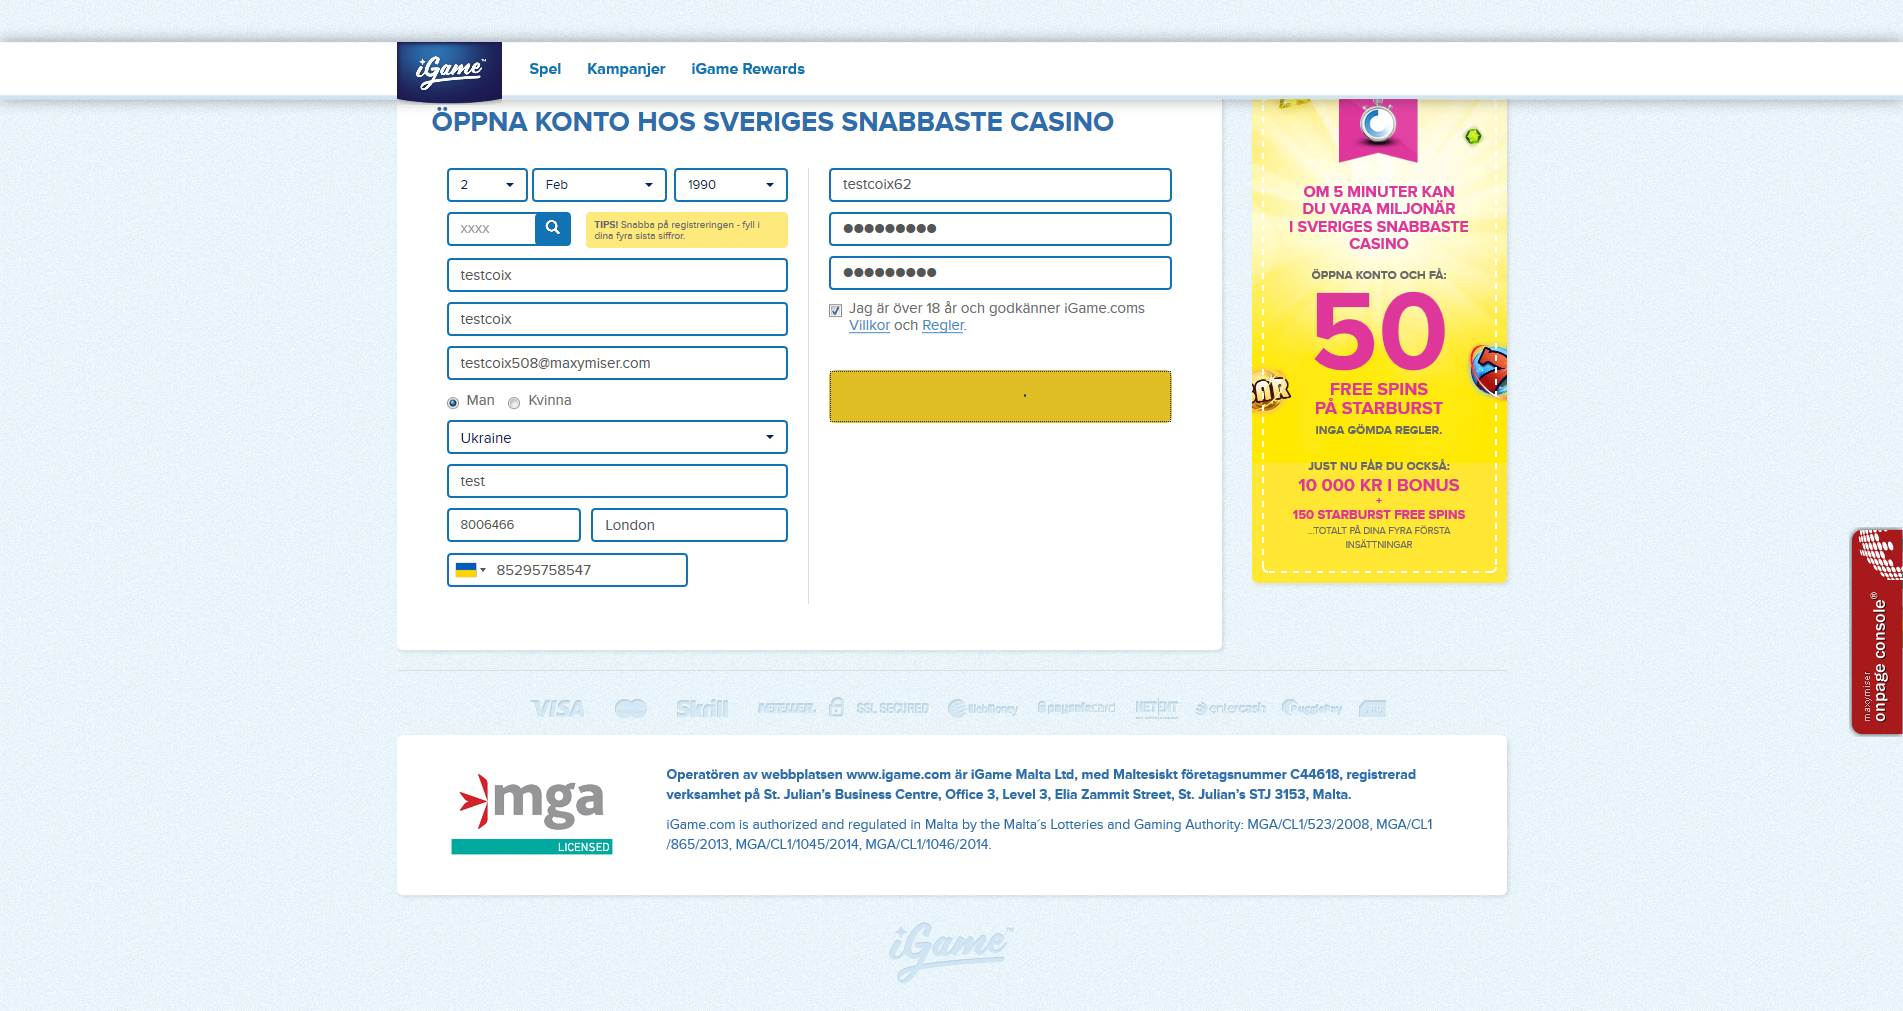 iGame™
Spel
Kampanjer
iGame Rewards
ÖPPNA KONTO HOS SVERIGES SNABBASTE CASINO
2
Feb
1990
XXXX
TIPS! Snabba på registreringen - fyll i
dina fyra sista siffror.
testcoix
testcoix
testcoix508@maxymiser.com
Man
Kvinna
Ukraine
test
8006466
London
85295758547
testcoix62
●●●●●●●●●
●●●●●●●●●
Jag är över 18 år och godkänner iGame.coms
Villkor och Regler.
OM 5 MINUTER KAN
DU VARA MILJONÄR
I SVERIGES SNABBASTE
CASINO
ÖPPNA KONTO OCH FÅ:
50
FREE SPINS
PÅ STARBURST
INGA GÖMDA REGLER.
JUST NU FÅR DU OCKSÅ:
10 000 KR I BONUS
+
150 STARBURST FREE SPINS
...TOTALT PÅ DINA FYRA FÖRSTA
INSÄTTNINGAR
BAR
7
maxymiser
onpage console®
VISA
Skrill
NETELLER.
SSL SECURED
WebMoney
paysafecard
NET ENT
entercash
PugglePay
mga
LICENSED
Operatören av webbplatsen www.igame.com är iGame Malta Ltd, med Maltesiskt företagsnummer C44618, registrerad
verksamhet på St. Julian's Business Centre, Office 3, Level 3, Elia Zammit Street, St. Julian's STJ 3153, Malta.
iGame.com is authorized and regulated in Malta by the Malta´s Lotteries and Gaming Authority: MGA/CL1/523/2008, MGA/CL1
/865/2013, MGA/CL1/1045/2014, MGA/CL1/1046/2014.
iGame™